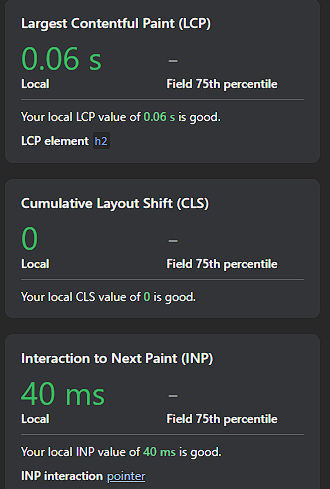 Largest Contentful Paint (LCP)
0.06 s –
Local Field 75th percentile
Your local LCP value of 0.06 s is good.
LCP element h2
Cumulative Layout Shift (CLS)
0 –
Local Field 75th percentile
Your local CLS value of 0 is good.
Interaction to Next Paint (INP)
40 ms –
Local Field 75th percentile
Your local INP value of 40 ms is good.
INP interaction pointer